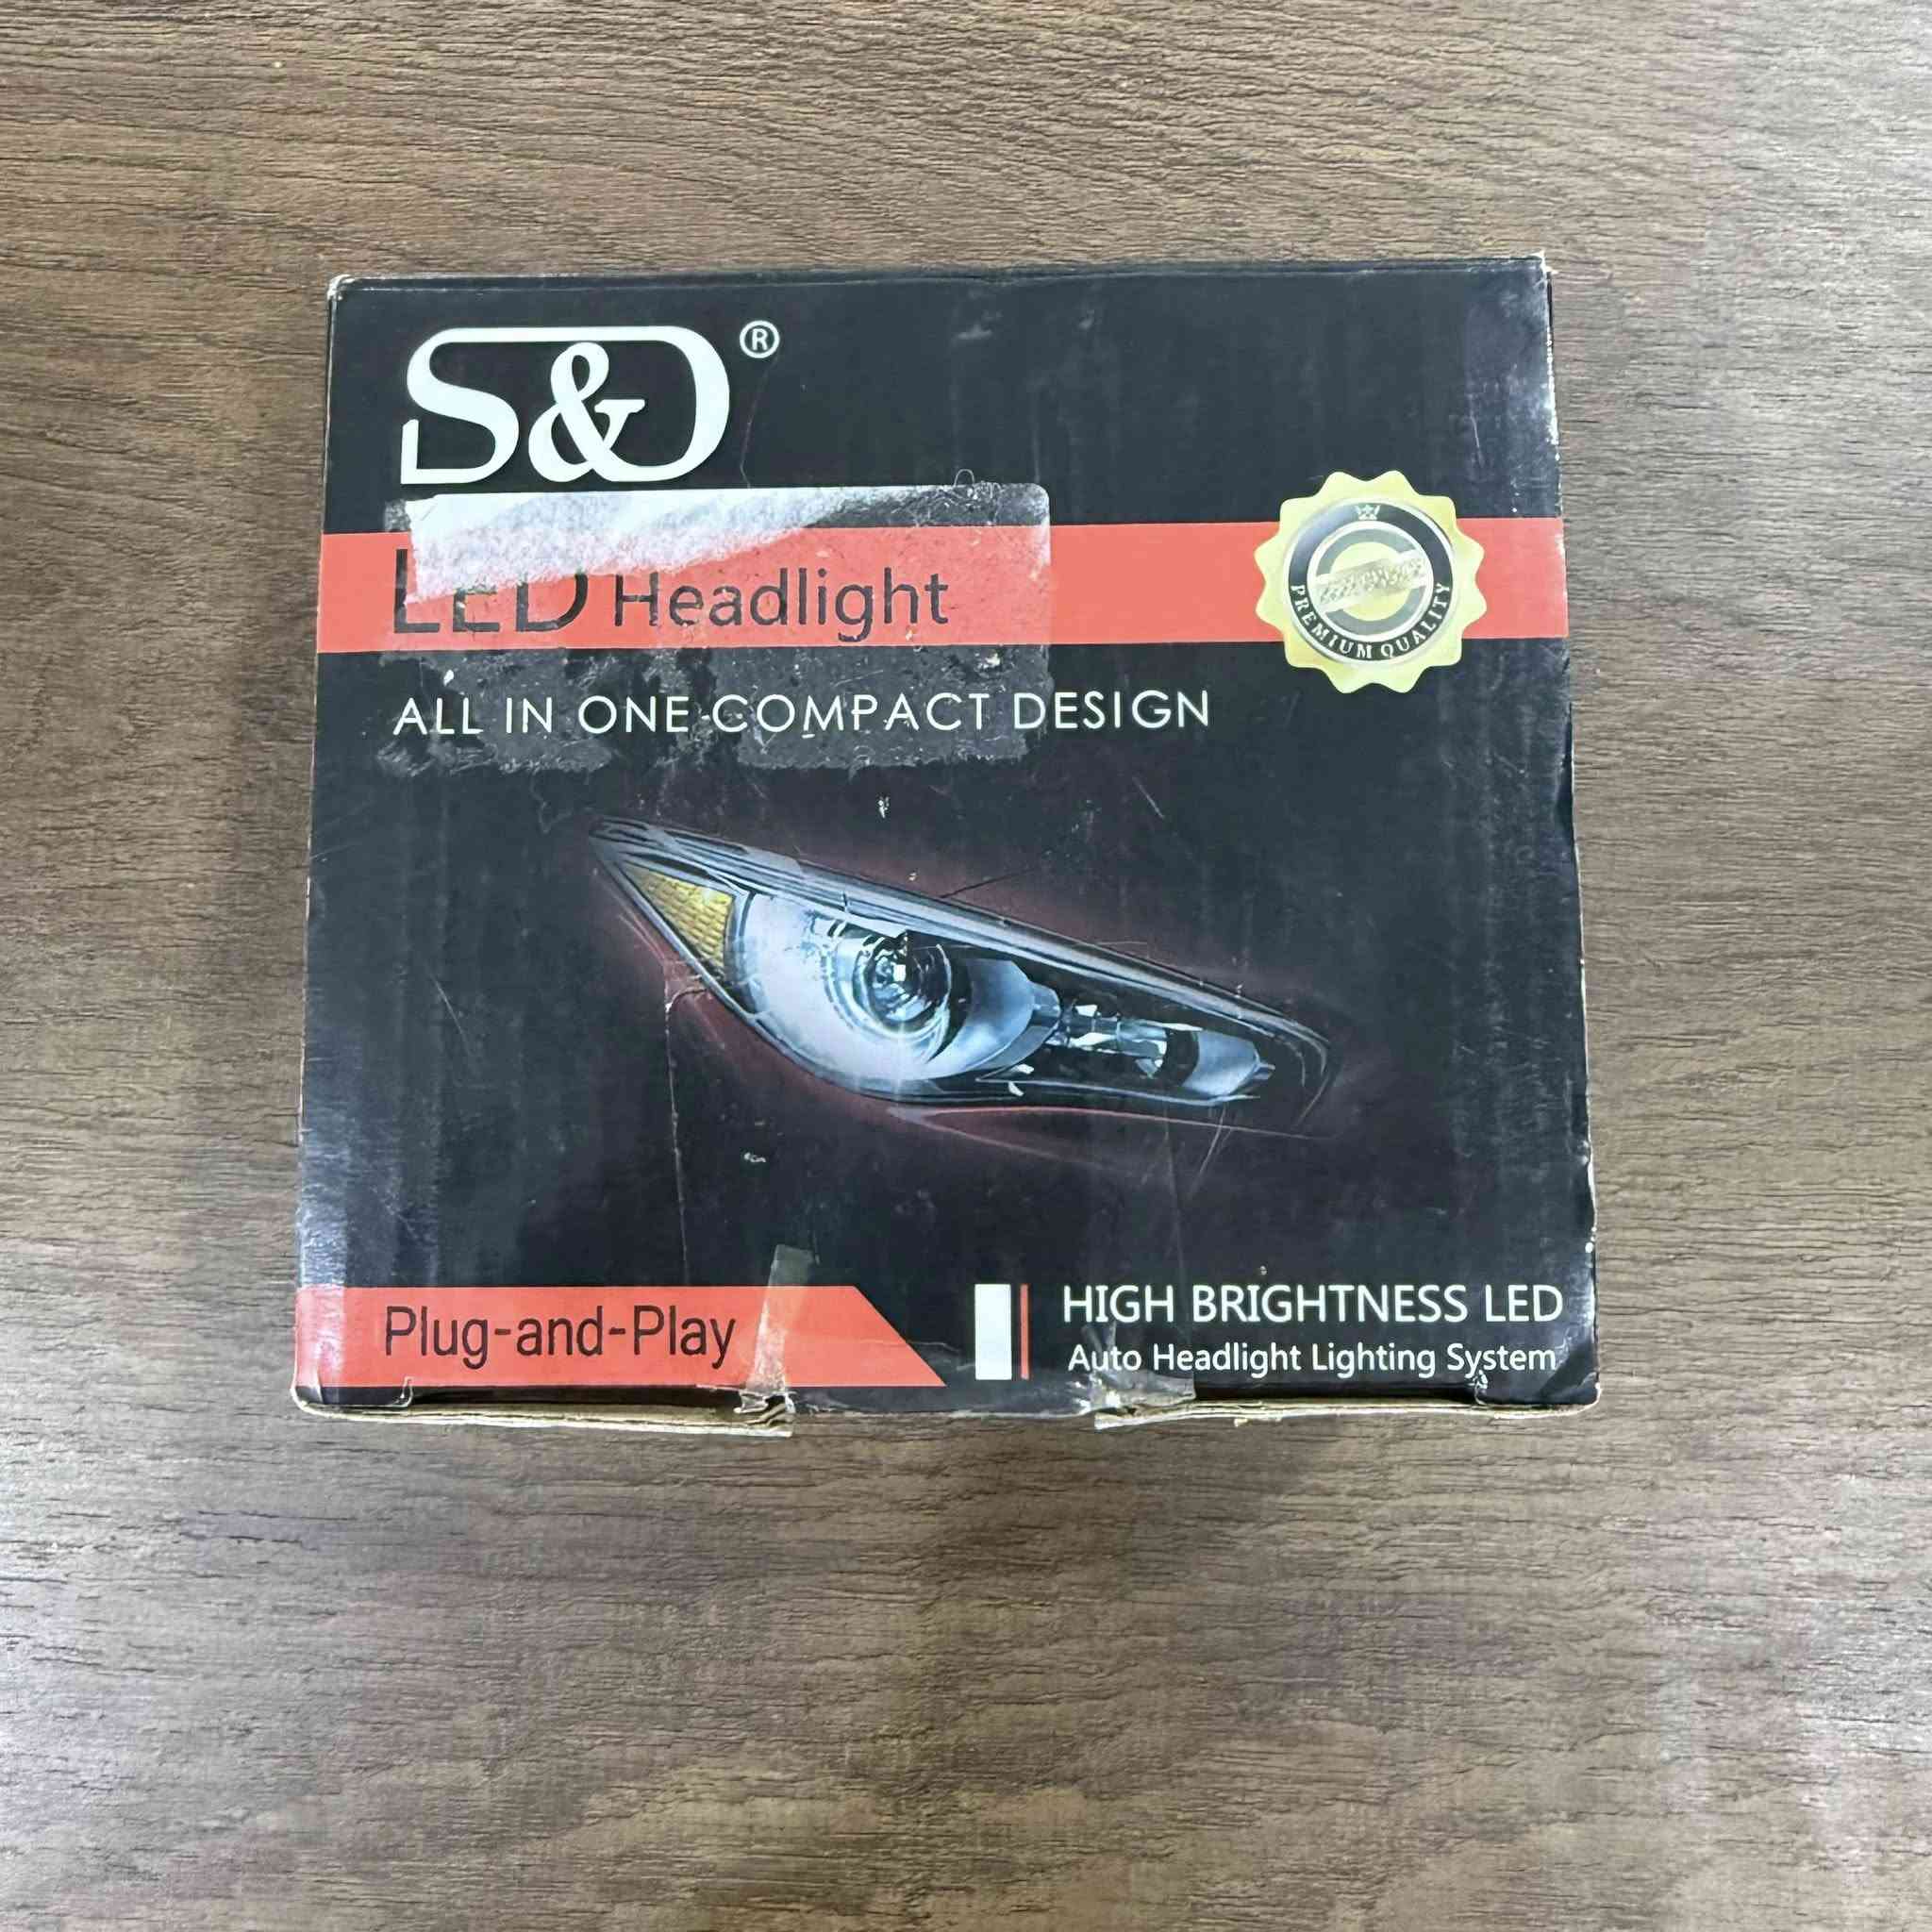 S&D®
LED Headlight
ALL IN ONE COMPACT DESIGN
PREMIUM QUALITY
Plug-and-Play
HIGH BRIGHTNESS LED
Auto Headlight Lighting System